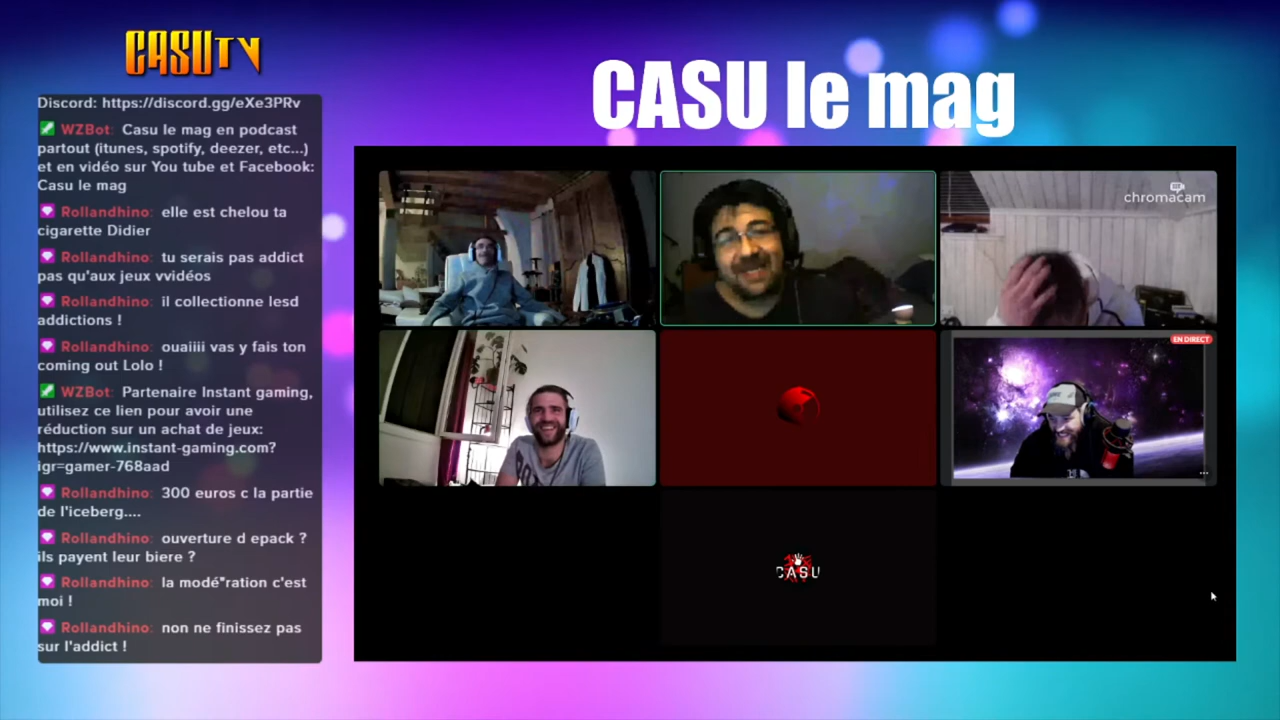 CASUTV
CASU le mag
Discord: https://discord.gg/eXe3PRv
WZBot: Casu le mag en podcast
partout (itunes, spotify, deezer, etc...)
et en vidéo sur You tube et Facebook:
Casu le mag
Rollandhino: elle est chelou ta
cigarette Didier
Rollandhino: tu serais pas addict
pas qu'aux jeux vvidéos
Rollandhino: il collectionne lesd
addictions !
Rollandhino: ouaiiii vas y fais ton
coming out Lolo !
WZBot: Partenaire Instant gaming,
utilisez ce lien pour avoir une
réduction sur un achat de jeux:
https://www.instant-gaming.com?
igr=gamer-768aad
Rollandhino: 300 euros c la partie
de l'iceberg....
Rollandhino: ouverture d epack ?
ils payent leur biere ?
Rollandhino: la modé"ration c'est
moi !
Rollandhino: non ne finissez pas
sur l'addict !
chromacam
EN DIRECT
CASU